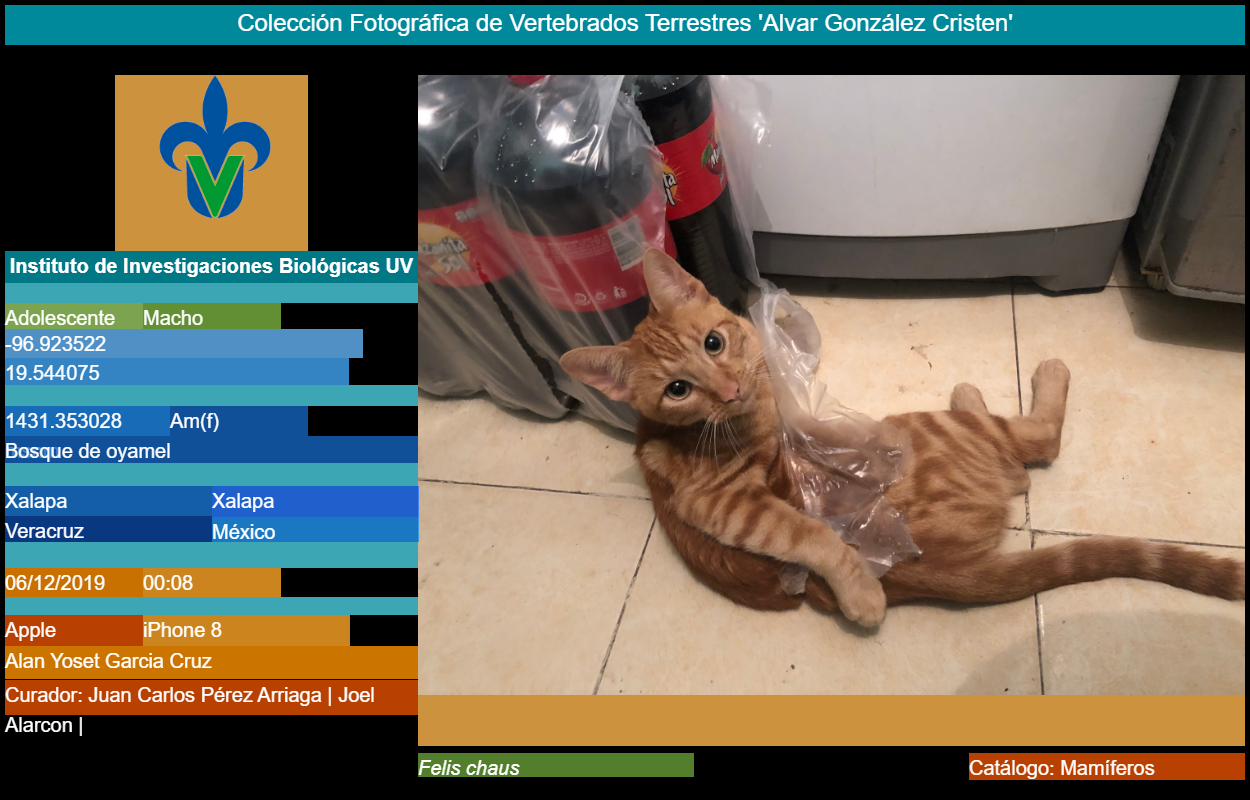 Colección Fotográfica de Vertebrados Terrestres 'Alvar González Cristen'
Instituto de Investigaciones Biológicas UV
Adolescente Macho
-96.923522
19.544075
1431.353028 Am(f)
Bosque de oyamel
Xalapa Xalapa
Veracruz México
06/12/2019 00:08
Apple iPhone 8
Alan Yoset Garcia Cruz
Curador: Juan Carlos Pérez Arriaga | Joel
Alarcon |
Felis chaus
Catálogo: Mamíferos